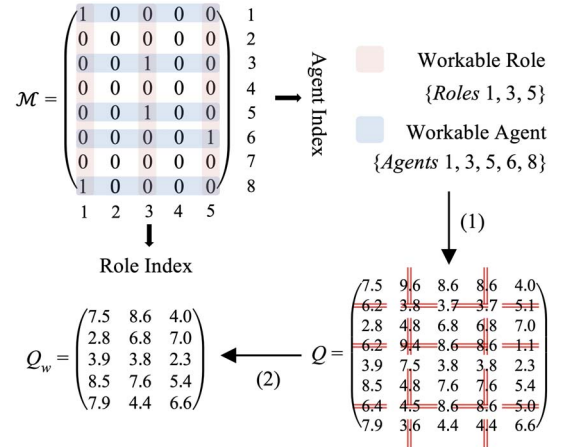 ℳ =
1 0 0 0 0 1
0 0 0 0 0 2
0 0 1 0 0 3
0 0 0 0 0 4
0 0 1 0 0 5
0 0 0 0 1 6
0 0 0 0 0 7
1 0 0 0 0 8
1 2 3 4 5
Role Index
Agent Index
Workable Role
{Roles 1, 3, 5}
Workable Agent
{Agents 1, 3, 5, 6, 8}
(1)
Q =
7.5 9.6 8.6 8.6 4.0
6.2 3.8 3.7 3.7 5.1
2.8 4.8 6.8 6.8 7.0
6.2 9.4 8.6 8.6 1.1
3.9 7.5 3.8 3.8 2.3
8.5 4.8 7.6 7.6 5.4
6.4 4.5 8.6 8.6 5.0
7.9 3.6 4.4 4.4 6.6
(2)
Q_w =
7.5 8.6 4.0
2.8 6.8 7.0
3.9 3.8 2.3
8.5 7.6 5.4
7.9 4.4 6.6